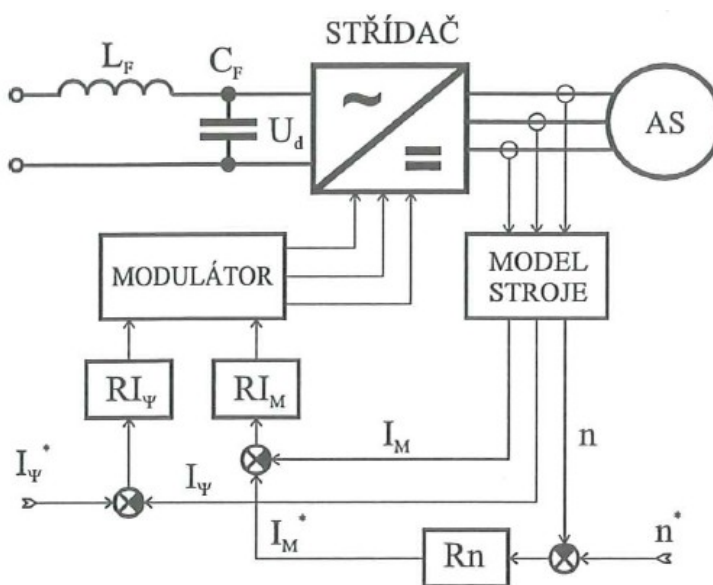 STŘÍDAČ
L_F
C_F
U_d
~
=
AS
MODULÁTOR
MODEL
STROJE
RI_Ψ
RI_M
I_Ψ*
I_Ψ
I_M
n
I_M*
Rn
n*